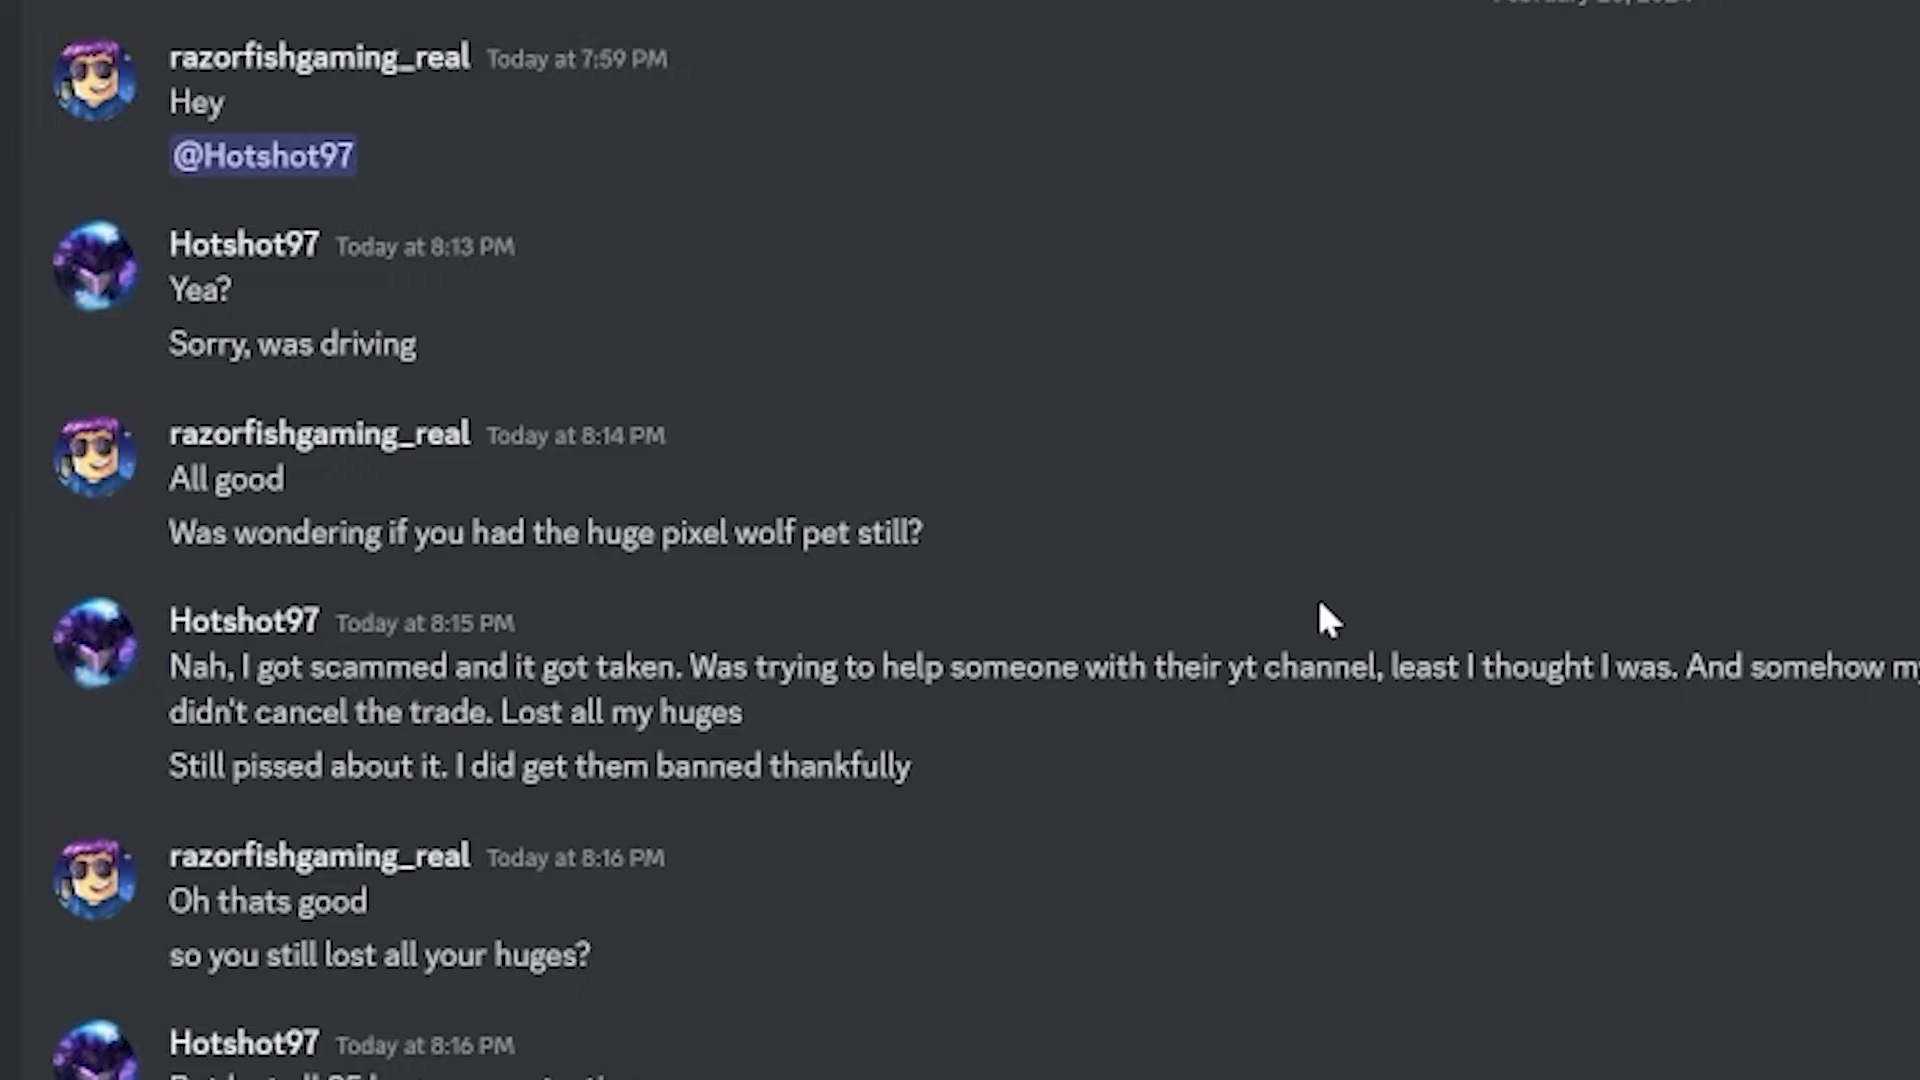 razorfishgaming_real Today at 7:59 PM
Hey
@Hotshot97
Hotshot97 Today at 8:13 PM
Yea?
Sorry, was driving
razorfishgaming_real Today at 8:14 PM
All good
Was wondering if you had the huge pixel wolf pet still?
Hotshot97 Today at 8:15 PM
Nah, I got scammed and it got taken. Was trying to help someone with their yt channel, least I thought I was. And somehow my
didn't cancel the trade. Lost all my huges
Still pissed about it. I did get them banned thankfully
razorfishgaming_real Today at 8:16 PM
Oh thats good
so you still lost all your huges?
Hotshot97 Today at 8:16 PM